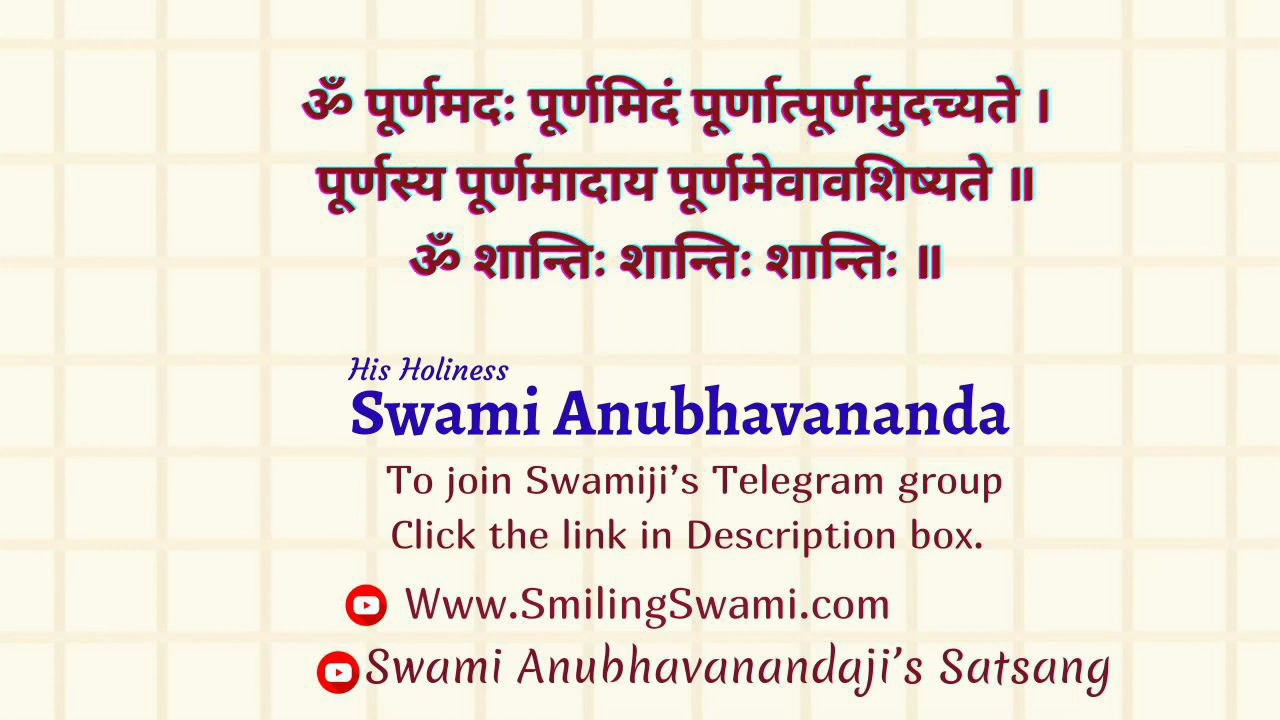 ॐ पूर्णमदः पूर्णमिदं पूर्णात्पूर्णमुदच्यते ।
पूर्णस्य पूर्णमादाय पूर्णमेवावशिष्यते ॥
ॐ शान्तिः शान्तिः शान्तिः ॥
His Holiness
Swami Anubhavananda
To join Swamiji’s Telegram group
Click the link in Description box.
Www.SmilingSwami.com
Swami Anubhavanandaji’s Satsang